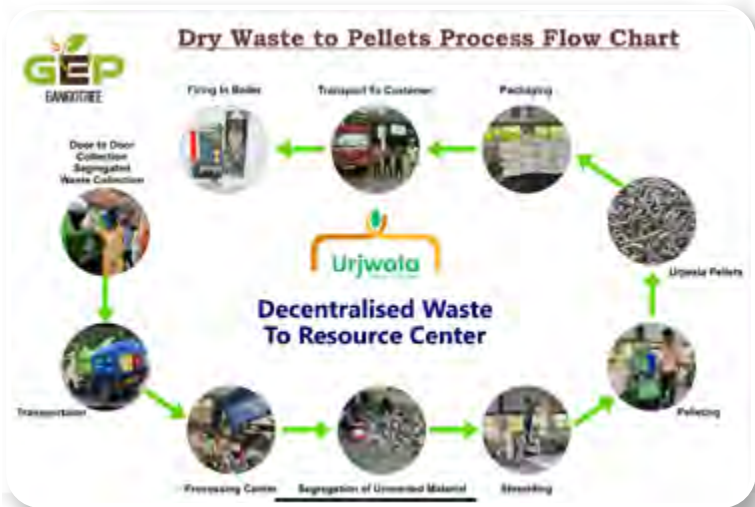 Dry Waste to Pellets Process Flow Chart
GEP
GANGOTREE
Firing In Boiler
Transport To Customer
Packaging
Door to Door
Collection
Segregated
Waste Collection
Urjwala
Urjwala Pellets
Decentralised Waste
To Resource Center
Transportation
Pelleting
Processing Center
Segregation of Unwanted Material
Shredding